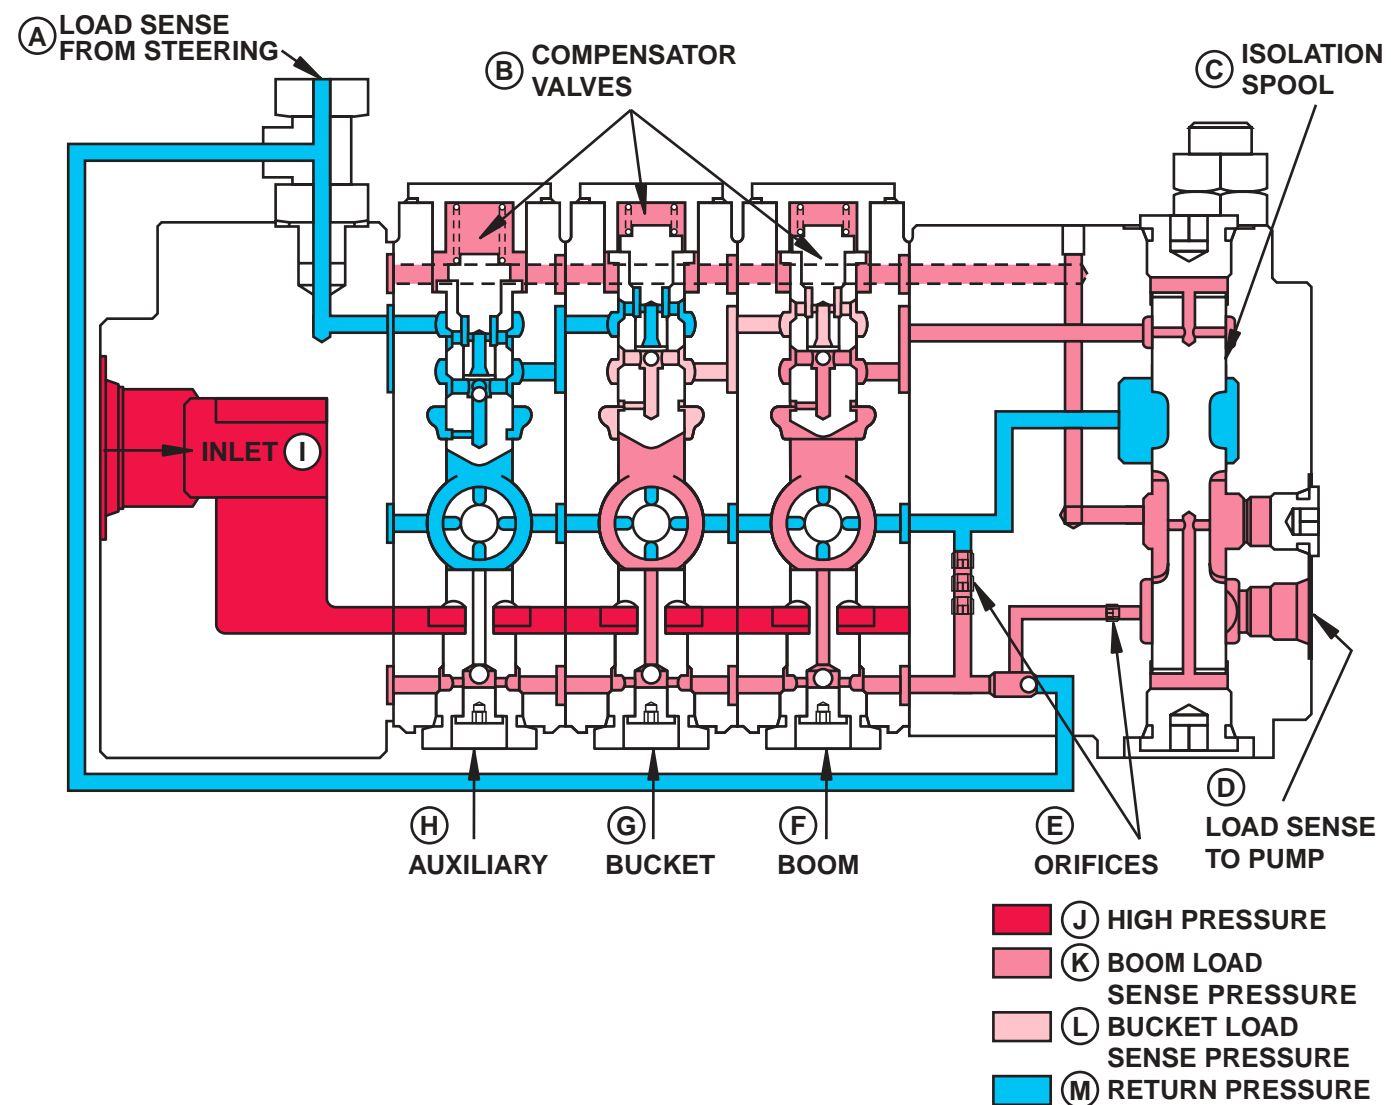 A LOAD SENSE
FROM STEERING
B COMPENSATOR
VALVES
C ISOLATION
SPOOL
INLET I
H
AUXILIARY
G
BUCKET
F
BOOM
E
ORIFICES
D
LOAD SENSE
TO PUMP
J HIGH PRESSURE
K BOOM LOAD
SENSE PRESSURE
L BUCKET LOAD
SENSE PRESSURE
M RETURN PRESSURE